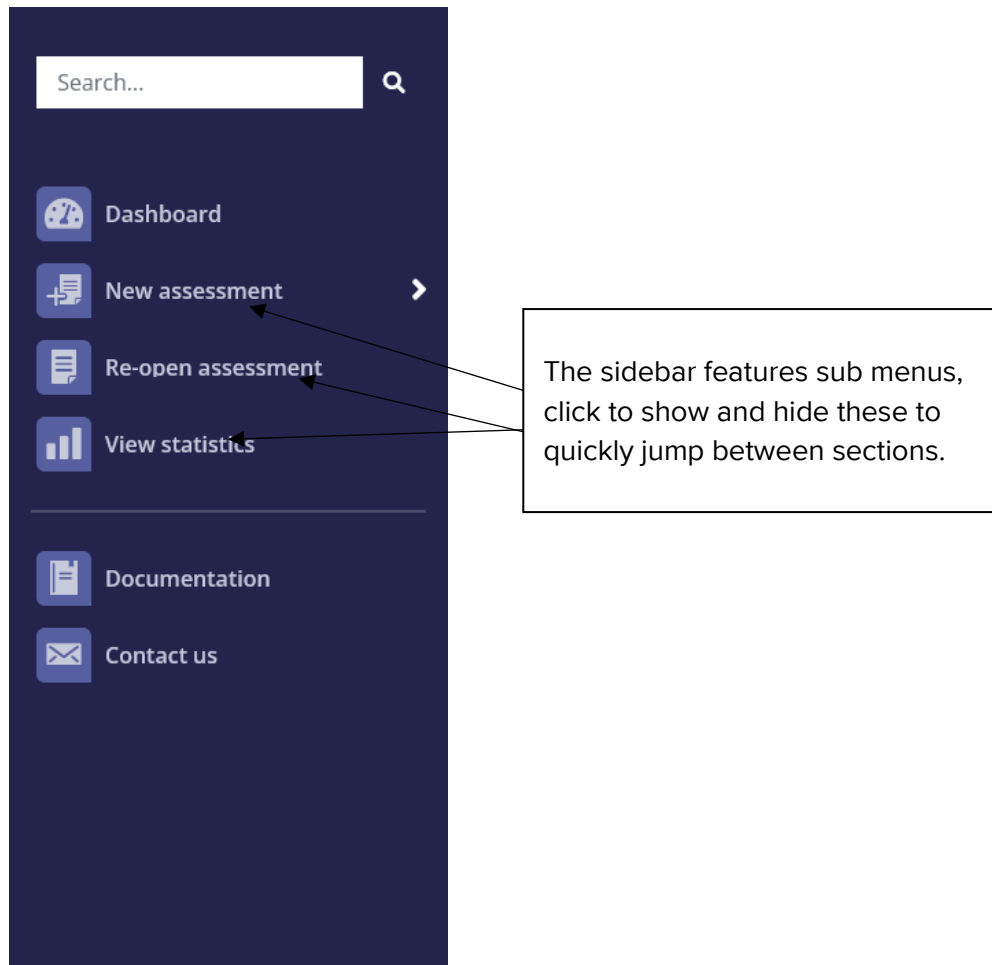 Search...
Dashboard
New assessment
Re-open assessment
View statistics
Documentation
Contact us
The sidebar features sub menus,
click to show and hide these to
quickly jump between sections.